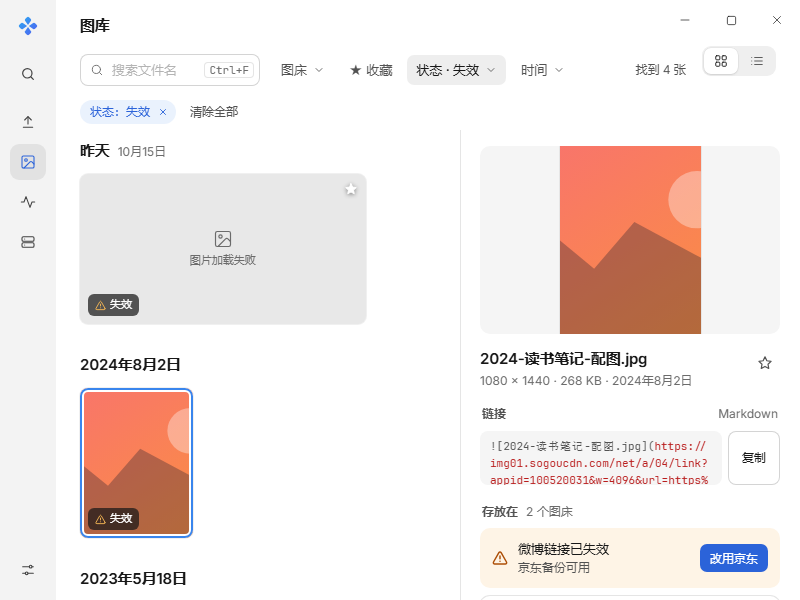 图库
搜索文件名 Ctrl+F
图床
★ 收藏
状态 · 失效
时间
找到 4 张
状态：失效 ×
清除全部
昨天 10月15日
图片加载失败
失效
2024年8月2日
失效
2023年5月18日
2024-读书笔记-配图.jpg
1080 × 1440 · 268 KB · 2024年8月2日
链接 Markdown
![2024-读书笔记-配图.jpg](https://
img01.sogoucdn.com/net/a/04/link?
appid=100520031&w=4096&url=https%
复制
存放在 2 个图床
微博链接已失效
京东备份可用
改用京东